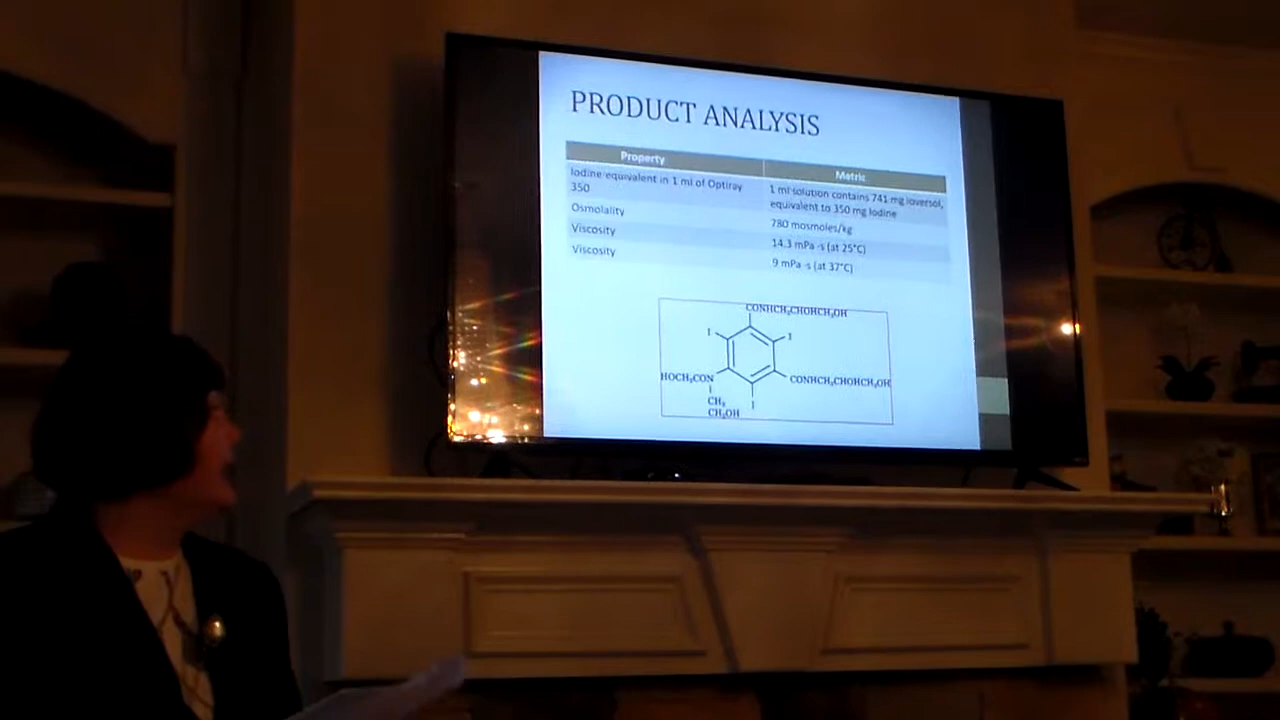 PRODUCT ANALYSIS
Property
Metric
Iodine equivalent in 1 ml of Optiray
350
1 ml solution contains 741 mg ioversol,
equivalent to 350 mg Iodine
Osmolality
780 mosmoles/kg
Viscosity
14.3 mPa·s (at 25°C)
Viscosity
9 mPa·s (at 37°C)
CONHCH₂CHOHCH₂OH
I
I
HOCH₂CON
CONHCH₂CHOHCH₂OH
CH₂
I
CH₂OH